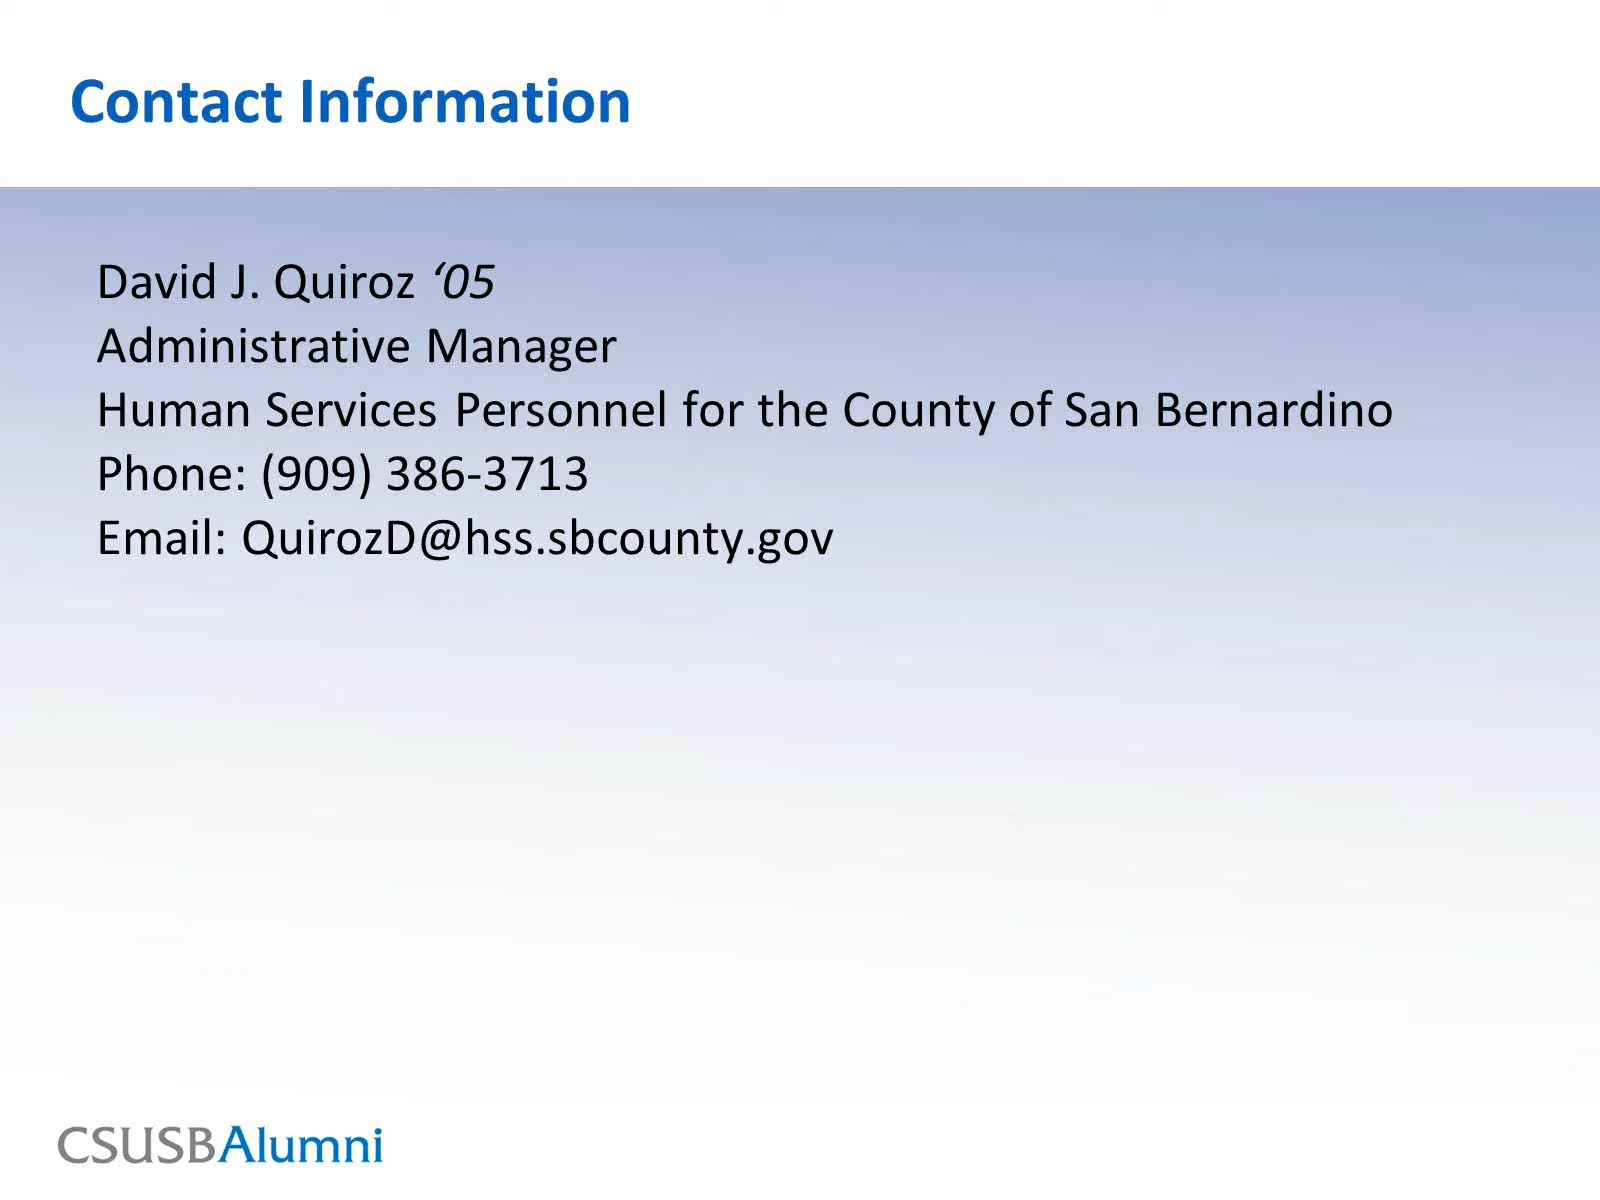 Contact Information
David J. Quiroz ‘05
Administrative Manager
Human Services Personnel for the County of San Bernardino
Phone: (909) 386-3713
Email: QuirozD@hss.sbcounty.gov
CSUSBAlumni